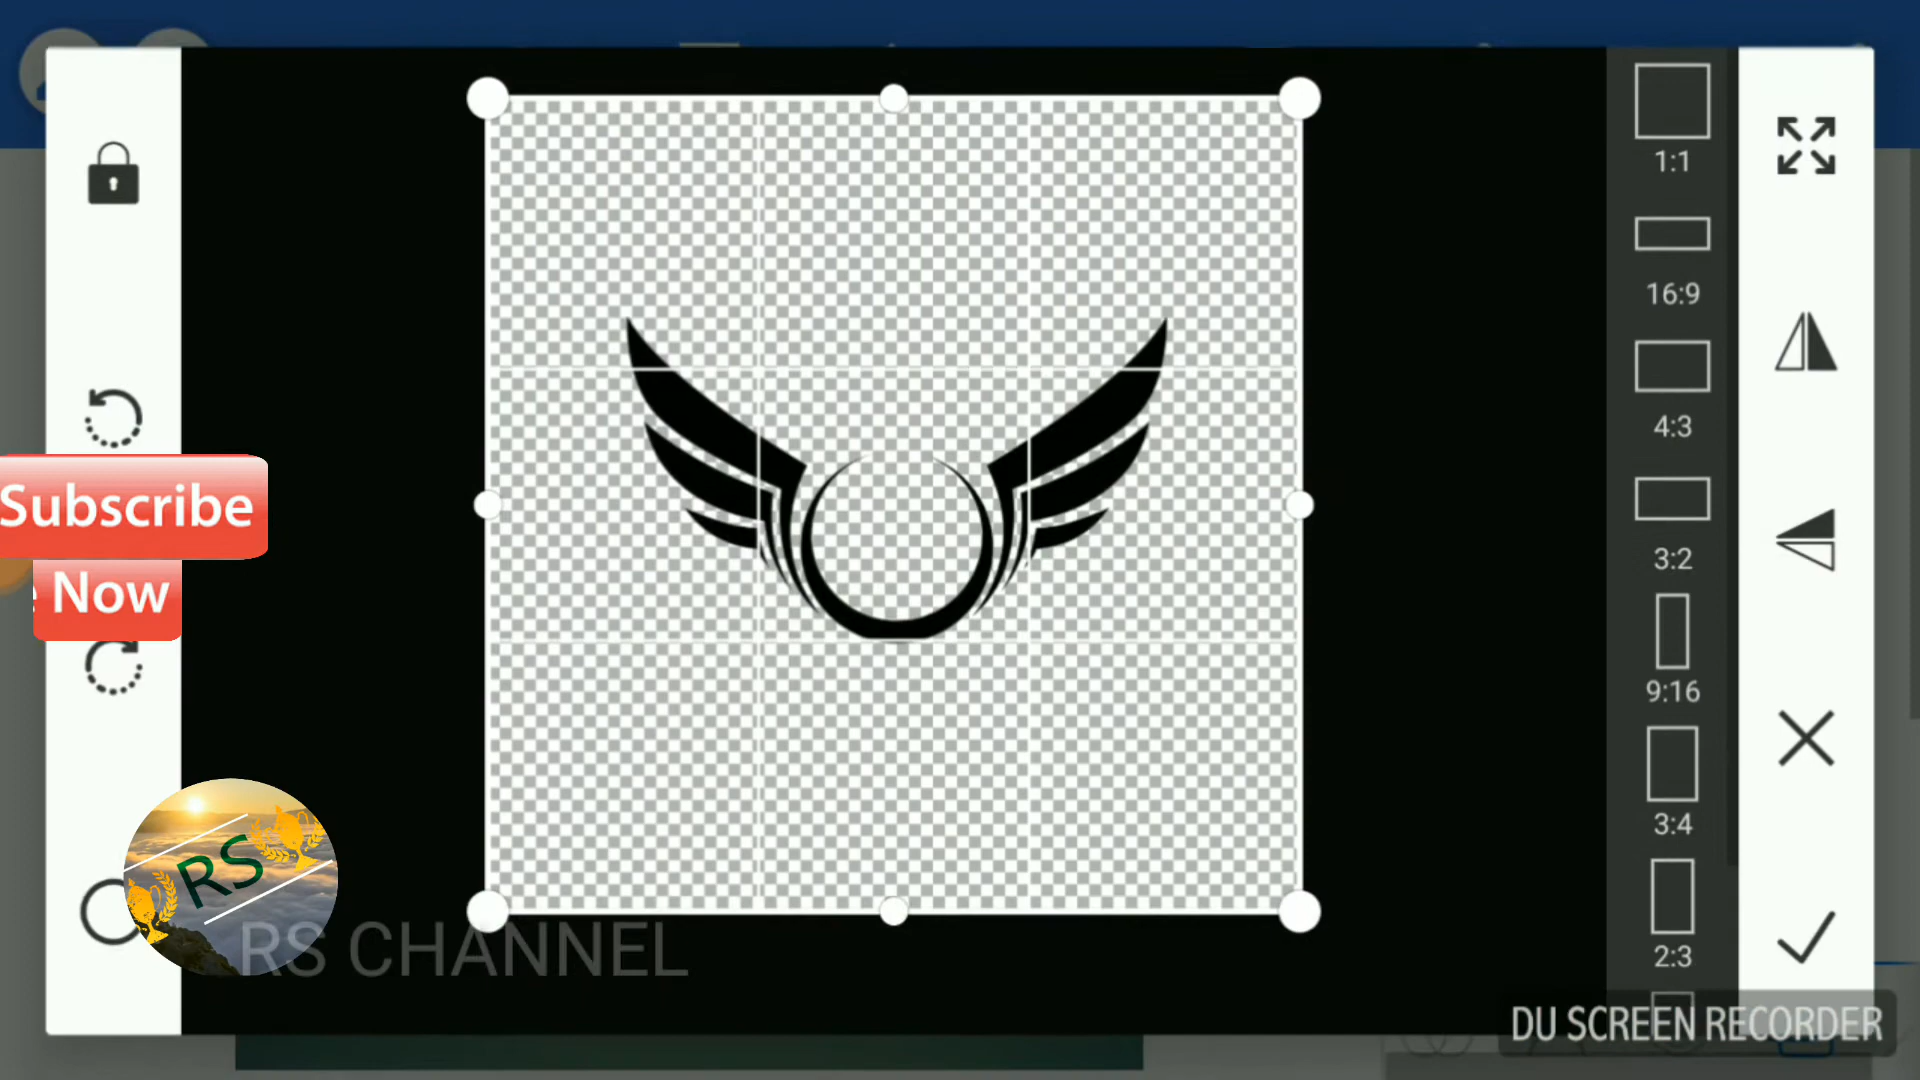 1:1
16:9
4:3
3:2
9:16
3:4
2:3
Subscribe
Now
RS
RS CHANNEL
DU SCREEN RECORDER